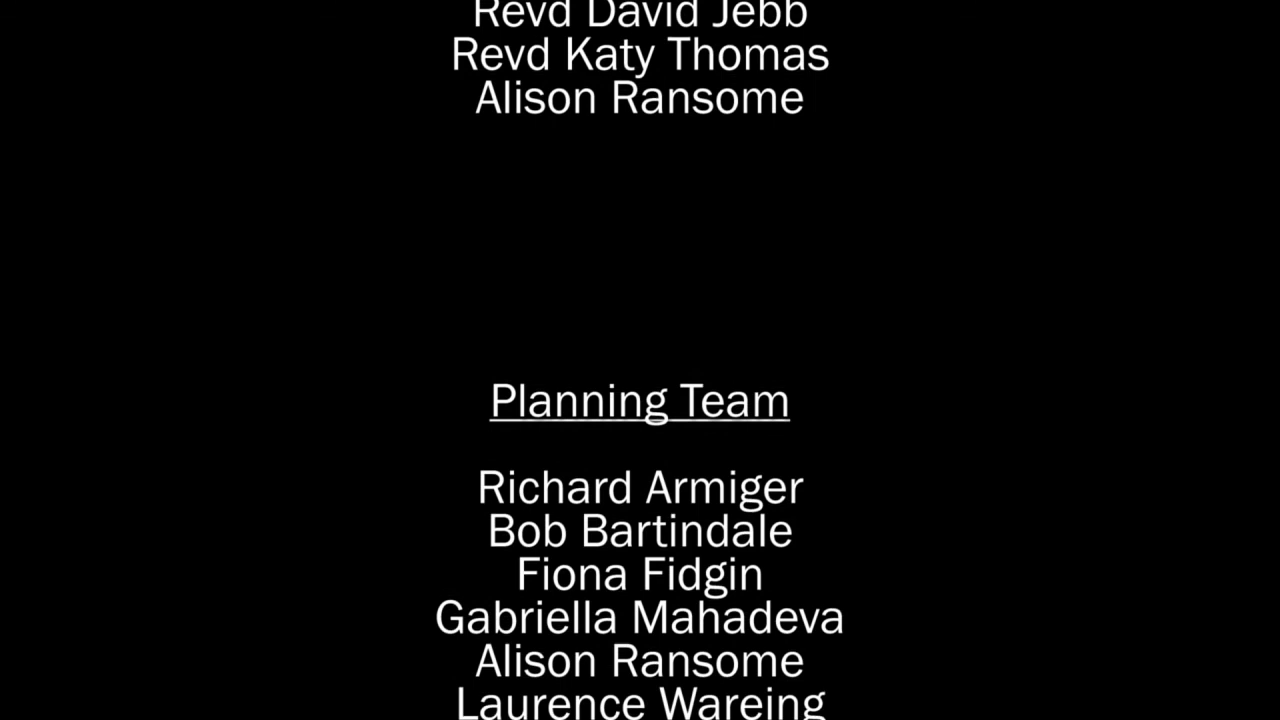 Revd David Jebb
Revd Katy Thomas
Alison Ransome
Planning Team
Richard Armiger
Bob Bartindale
Fiona Fidgin
Gabriella Mahadeva
Alison Ransome
Laurence Wareing